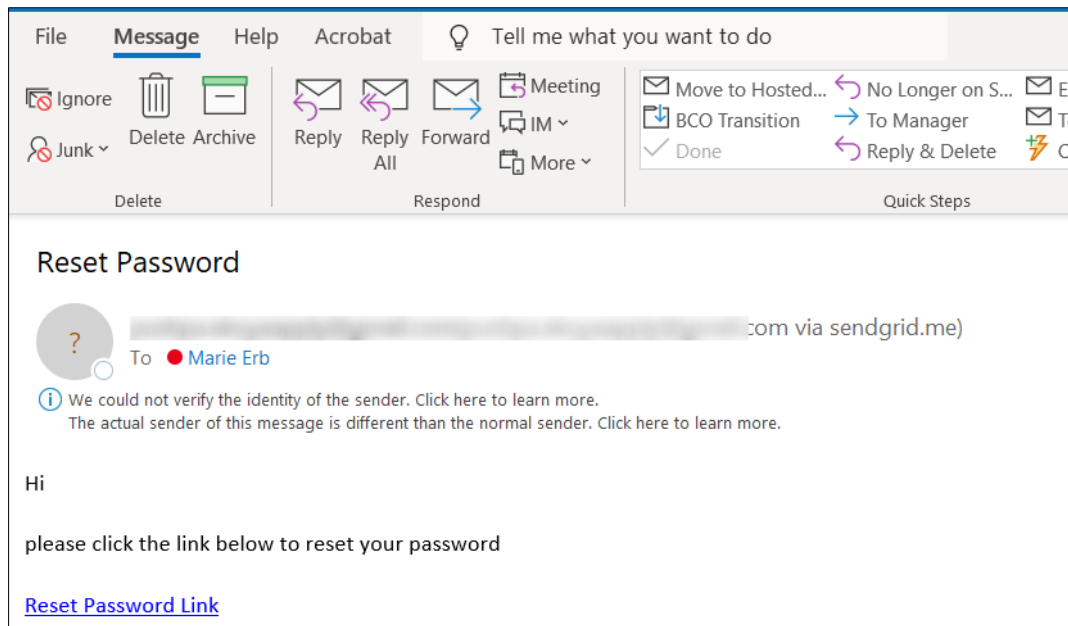 File Message Help Acrobat Tell me what you want to do
Ignore
Junk
Delete Archive
Delete
Reply Reply All Forward
Meeting
IM
More
Respond
Move to Hosted... No Longer on S... E
BCO Transition To Manager
Done Reply & Delete
Quick Steps
Reset Password
?
com via sendgrid.me)
To Marie Erb
We could not verify the identity of the sender. Click here to learn more.
The actual sender of this message is different than the normal sender. Click here to learn more.
Hi
please click the link below to reset your password
Reset Password Link